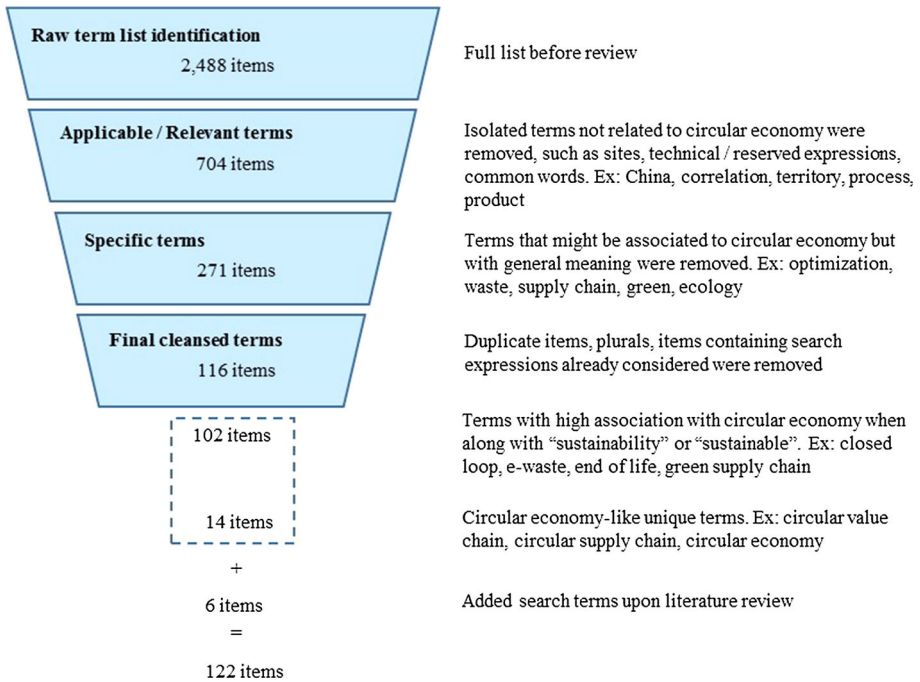 Raw term list identification
2,488 items
Full list before review
Applicable / Relevant terms
704 items
Isolated terms not related to circular economy were
removed, such as sites, technical / reserved expressions,
common words. Ex: China, correlation, territory, process,
product
Specific terms
271 items
Terms that might be associated to circular economy but
with general meaning were removed. Ex: optimization,
waste, supply chain, green, ecology
Final cleansed terms
116 items
Duplicate items, plurals, items containing search
expressions already considered were removed
102 items
Terms with high association with circular economy when
along with “sustainability” or “sustainable”. Ex: closed
loop, e-waste, end of life, green supply chain
14 items
Circular economy-like unique terms. Ex: circular value
chain, circular supply chain, circular economy
+
6 items
Added search terms upon literature review
=
122 items